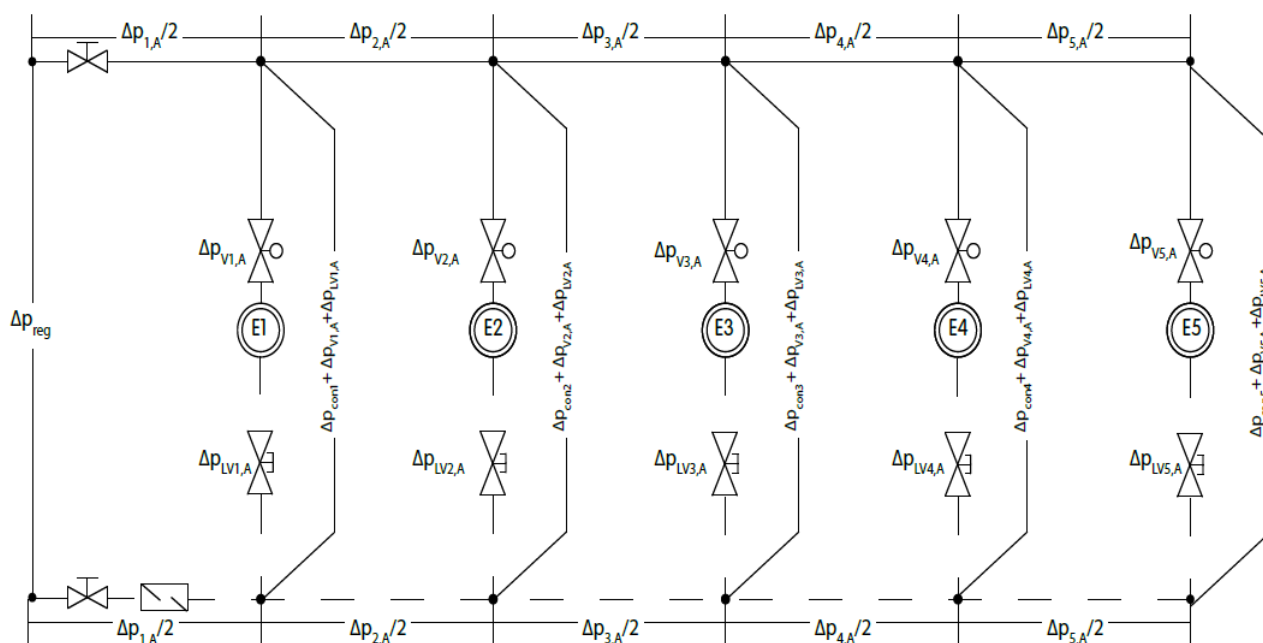 Δp1,A/2
Δp2,A/2
Δp3,A/2
Δp4,A/2
Δp5,A/2
ΔpV1,A
ΔpV2,A
ΔpV3,A
ΔpV4,A
ΔpV5,A
Δpreg
E1
E2
E3
E4
E5
Δpcon1+ ΔpV1,A+ΔpLV1,A
Δpcon2+ ΔpV2,A+ΔpLV2,A
Δpcon3+ ΔpV3,A+ΔpLV3,A
Δpcon4+ ΔpV4,A+ΔpLV4,A
ΔpLV1,A
ΔpLV2,A
ΔpLV3,A
ΔpLV4,A
ΔpLV5,A
Δp1,A/2
Δp2,A/2
Δp3,A/2
Δp4,A/2
Δp5,A/2